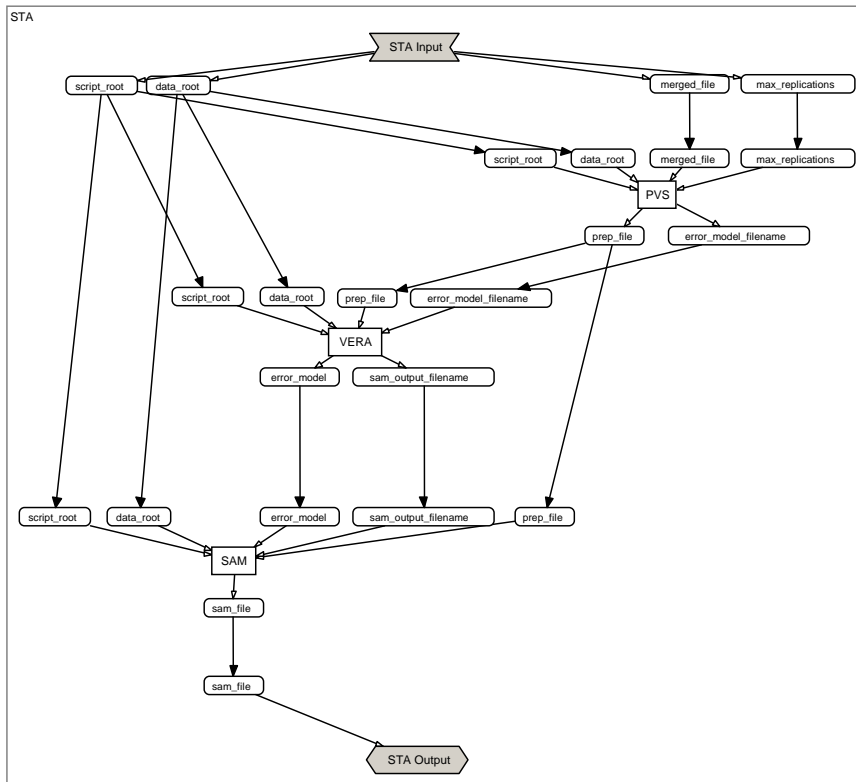 STA
STA Input
script_root
data_root
merged_file
max_replications
script_root
data_root
merged_file
max_replications
PVS
prep_file
error_model_filename
script_root
data_root
prep_file
error_model_filename
VERA
error_model
sam_output_filename
script_root
data_root
error_model
sam_output_filename
prep_file
SAM
sam_file
sam_file
STA Output